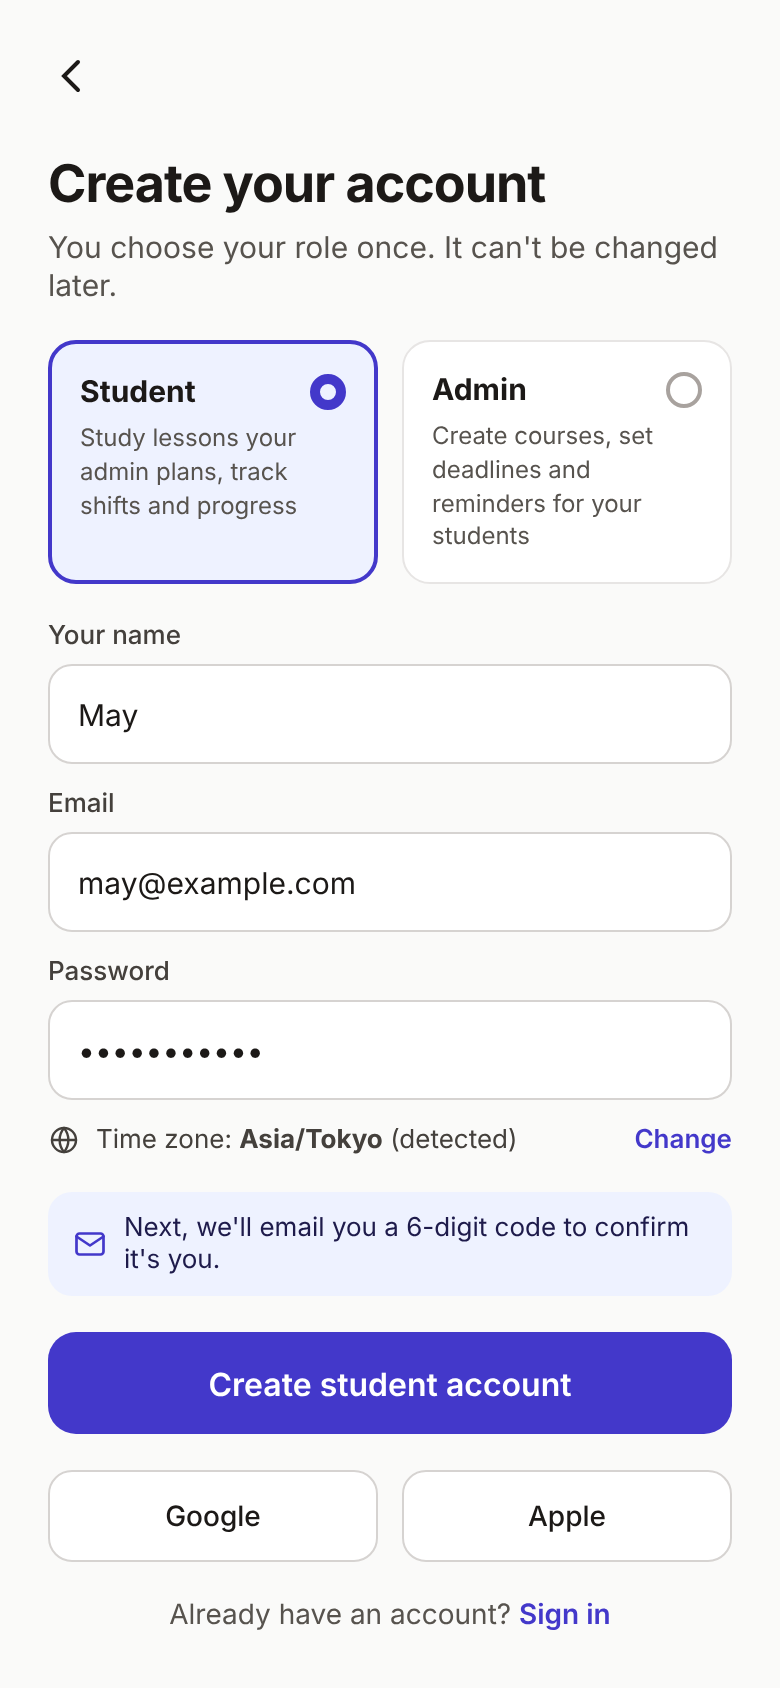 Create your account
You choose your role once. It can't be changed
later.
Student
Study lessons your
admin plans, track
shifts and progress
Admin
Create courses, set
deadlines and
reminders for your
students
Your name
May
Email
may@example.com
Password
•••••••••••
Time zone: Asia/Tokyo (detected)
Change
Next, we'll email you a 6-digit code to confirm
it's you.
Create student account
Google
Apple
Already have an account? Sign in